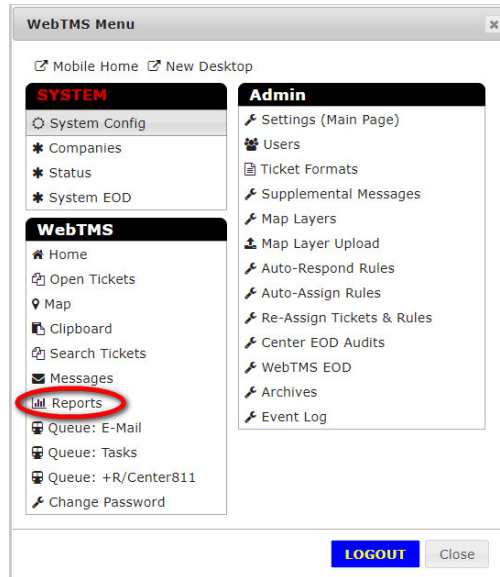 WebTMS Menu
Mobile Home New Desktop
SYSTEM
System Config
Companies
Status
System EOD
WebTMS
Home
Open Tickets
Map
Clipboard
Search Tickets
Messages
Reports
Queue: E-Mail
Queue: Tasks
Queue: +R/Center811
Change Password
Admin
Settings (Main Page)
Users
Ticket Formats
Supplemental Messages
Map Layers
Map Layer Upload
Auto-Respond Rules
Auto-Assign Rules
Re-Assign Tickets & Rules
Center EOD Audits
WebTMS EOD
Archives
Event Log
LOGOUT Close